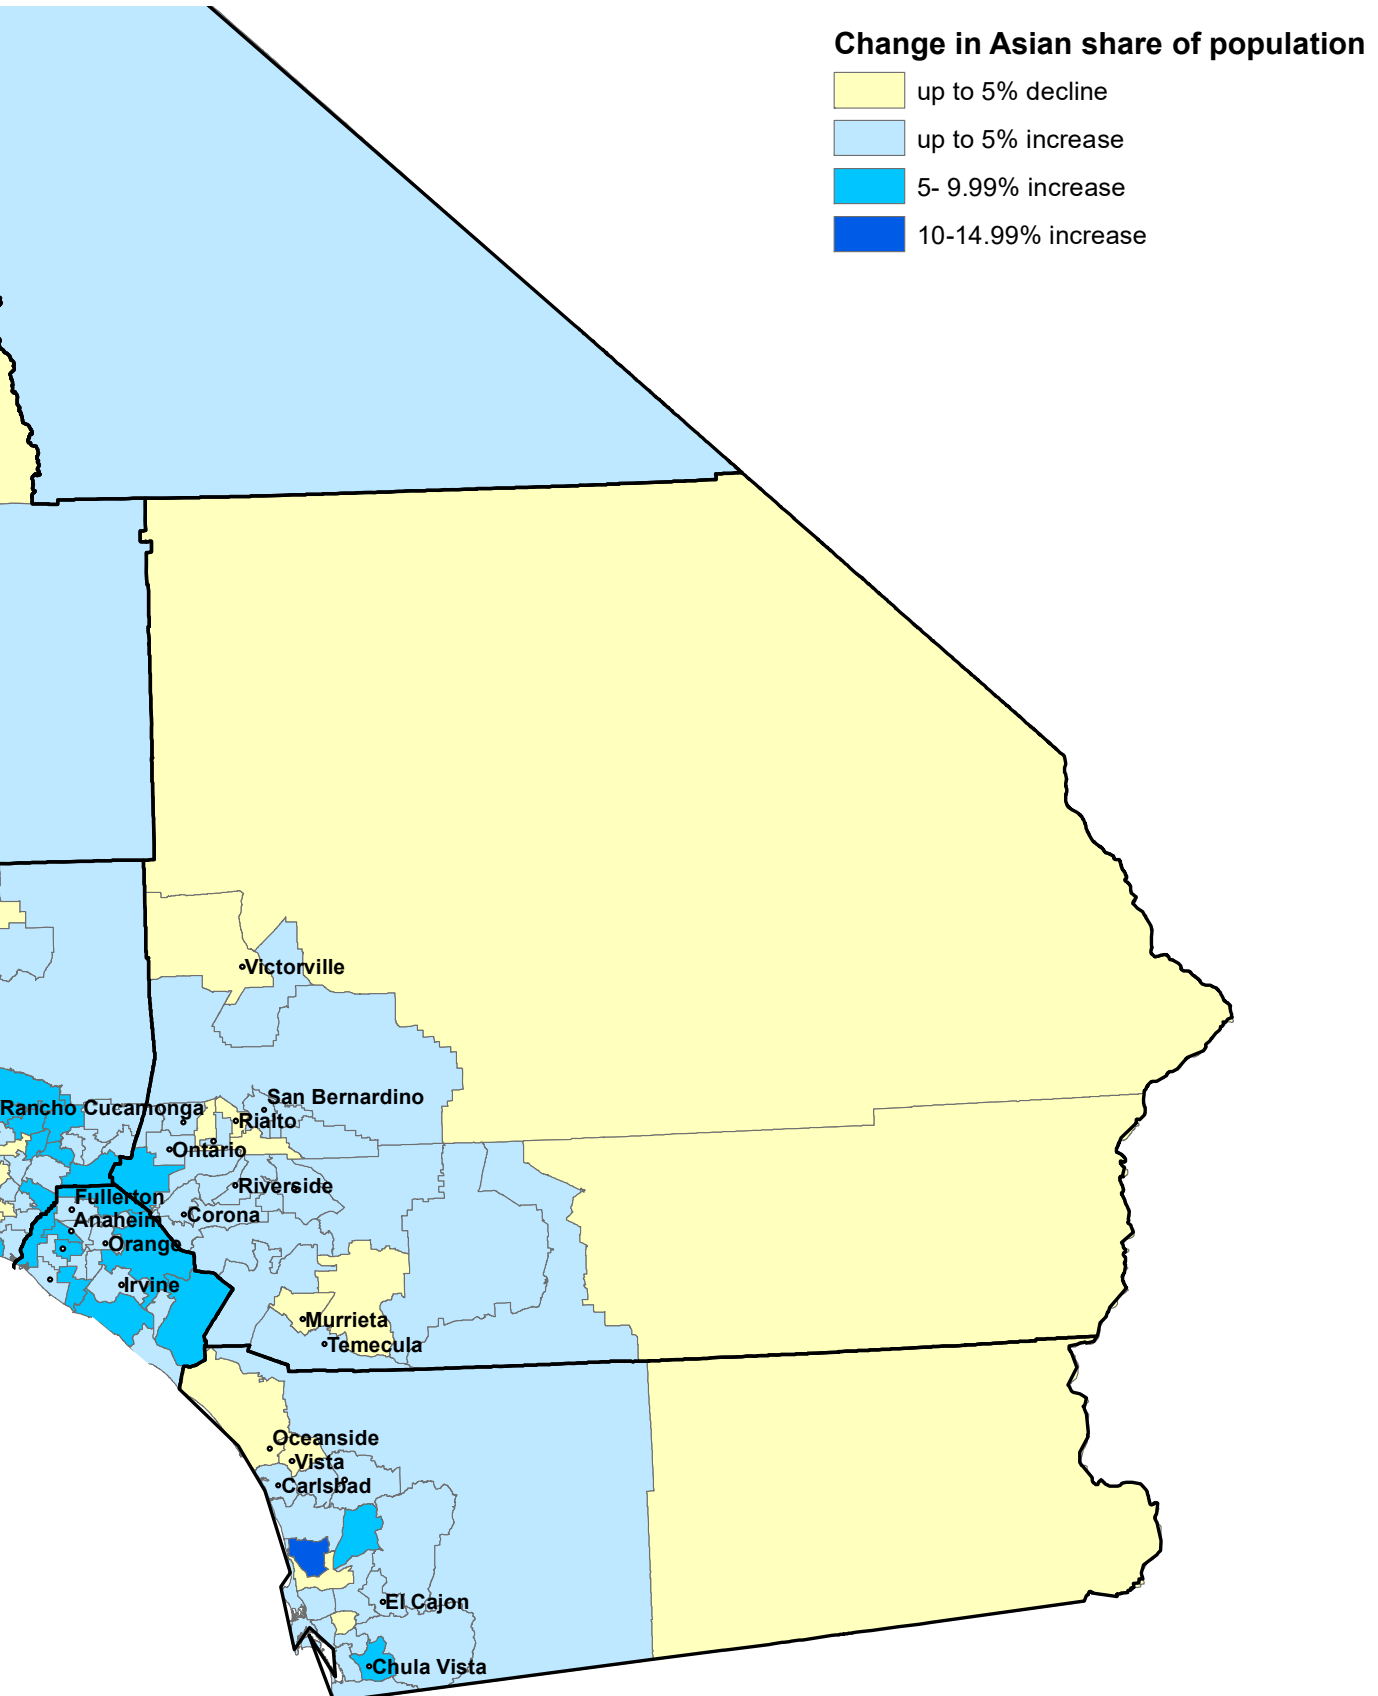 Change in Asian share of population
up to 5% decline
up to 5% increase
5- 9.99% increase
10-14.99% increase
Victorville
San Bernardino
Rancho Cucamonga
Rialto
Ontario
Riverside
Fullerton
Corona
Anaheim
Orange
Irvine
Murrieta
Temecula
Oceanside
Vista
Carlsbad
El Cajon
Chula Vista